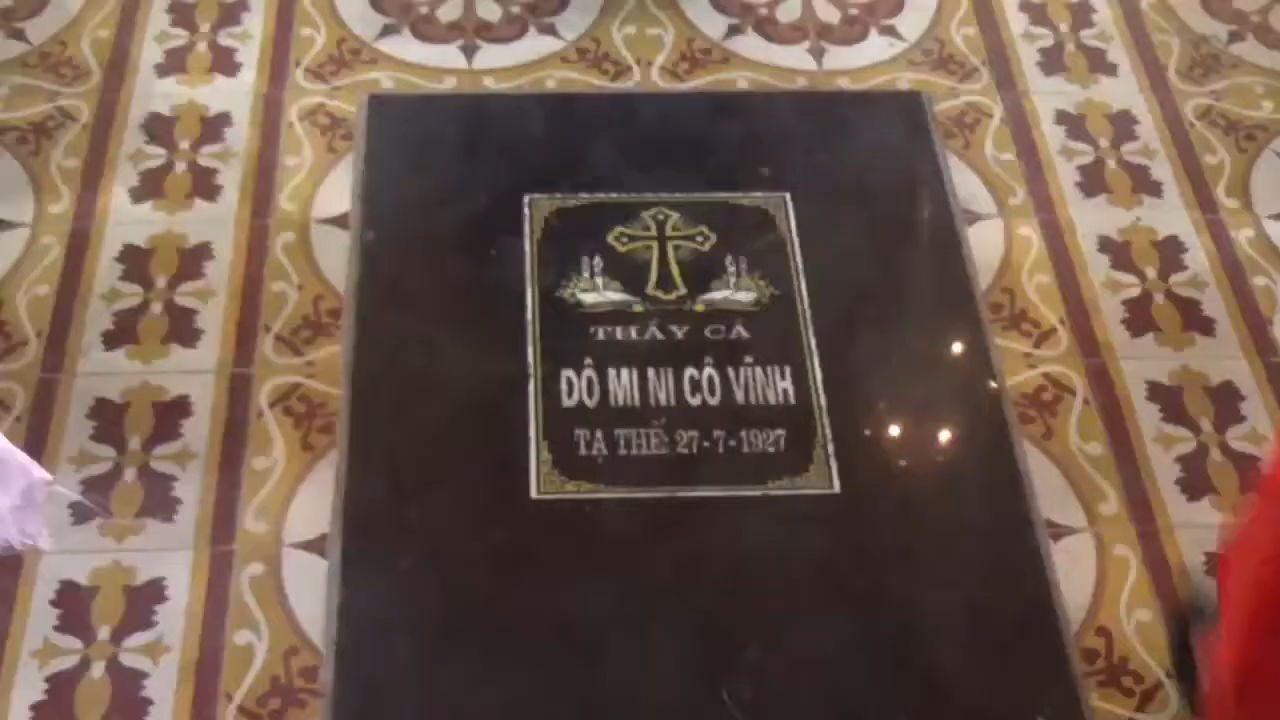 THẦY CẢ
ĐÔ MI NI CÔ VĨNH
TẠ THẾ: 27-7-1927